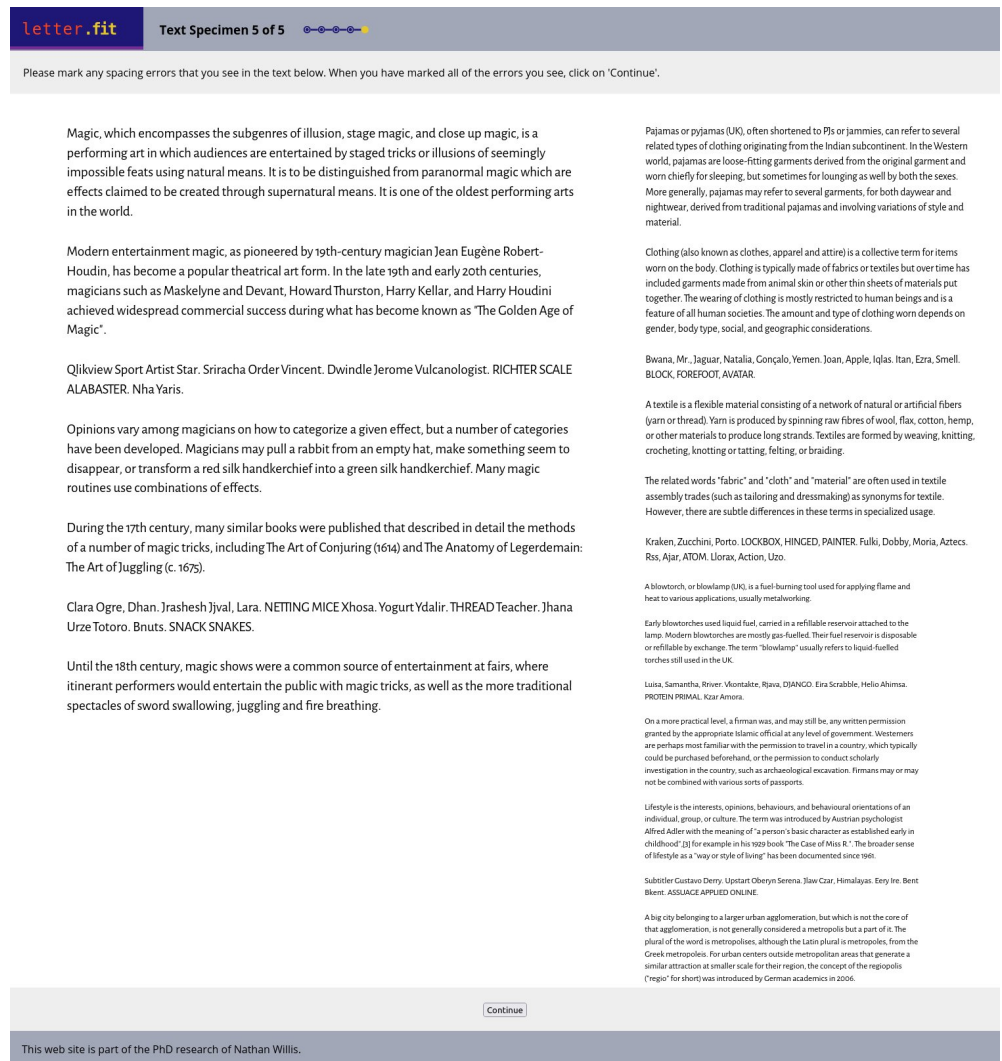 letter.fit
Text Specimen 5 of 5
Please mark any spacing errors that you see in the text below. When you have marked all of the errors you see, click on 'Continue'.
Magic, which encompasses the subgenres of illusion, stage magic, and close up magic, is a
performing art in which audiences are entertained by staged tricks or illusions of seemingly
impossible feats using natural means. It is to be distinguished from paranormal magic which are
effects claimed to be created through supernatural means. It is one of the oldest performing arts
in the world.
Modern entertainment magic, as pioneered by 19th-century magician Jean Eugène Robert-
Houdin, has become a popular theatrical art form. In the late 19th and early 20th centuries,
magicians such as Maskelyne and Devant, Howard Thurston, Harry Kellar, and Harry Houdini
achieved widespread commercial success during what has become known as "The Golden Age of
Magic".
Qlikview Sport Artist Star. Sriracha Order Vincent. Dwindle Jerome Vulcanologist. RICHTER SCALE
ALABASTER. Nha Yaris.
Opinions vary among magicians on how to categorize a given effect, but a number of categories
have been developed. Magicians may pull a rabbit from an empty hat, make something seem to
disappear, or transform a red silk handkerchief into a green silk handkerchief. Many magic
routines use combinations of effects.
During the 17th century, many similar books were published that described in detail the methods
of a number of magic tricks, including The Art of Conjuring (1614) and The Anatomy of Legerdemain:
The Art of Juggling (c. 1675).
Clara Ogre, Dhan. Jrashesh Jjval, Lara. NETTING MICE Xhosa. Yogurt Ydalir. THREAD Teacher. Jhana
Urze Totoro. Bnuts. SNACK SNAKES.
Until the 18th century, magic shows were a common source of entertainment at fairs, where
itinerant performers would entertain the public with magic tricks, as well as the more traditional
spectacles of sword swallowing, juggling and fire breathing.
Pajamas or pyjamas (UK), often shortened to PJs or jammies, can refer to several
related types of clothing originating from the Indian subcontinent. In the Western
world, pajamas are loose-fitting garments derived from the original garment and
worn chiefly for sleeping, but sometimes for lounging as well by both the sexes.
More generally, pajamas may refer to several garments, for both daywear and
nightwear, derived from traditional pajamas and involving variations of style and
material.
Clothing (also known as clothes, apparel and attire) is a collective term for items
worn on the body. Clothing is typically made of fabrics or textiles but over time has
included garments made from animal skin or other thin sheets of materials put
together. The wearing of clothing is mostly restricted to human beings and is a
feature of all human societies. The amount and type of clothing worn depends on
gender, body type, social, and geographic considerations.
Bwana, Mr., Jaguar, Natalia, Gonçalo, Yemen. Joan, Apple, Iqlas. Itan, Ezra, Smell.
BLOCK, FOREFOOT, AVATAR.
A textile is a flexible material consisting of a network of natural or artificial fibers
(yarn or thread). Yarn is produced by spinning raw fibres of wool, flax, cotton, hemp,
or other materials to produce long strands. Textiles are formed by weaving, knitting,
crocheting, knotting or tatting, felting, or braiding.
The related words "fabric" and "cloth" and "material" are often used in textile
assembly trades (such as tailoring and dressmaking) as synonyms for textile.
However, there are subtle differences in these terms in specialized usage.
Kraken, Zucchini, Porto. LOCKBOX, HINGED, PAINTER. Fulki, Dobby, Moria, Aztecs.
Rss, Ajar, ATOM. Llorax, Action, Uzo.
A blowtorch, or blowlamp (UK), is a fuel-burning tool used for applying flame and
heat to various applications, usually metalworking.
Early blowtorches used liquid fuel, carried in a refillable reservoir attached to the
lamp. Modern blowtorches are mostly gas-fuelled. Their fuel reservoir is disposable
or refillable by exchange. The term "blowlamp" usually refers to liquid-fuelled
torches still used in the UK.
Luisa, Samantha, Rriver. Vkontakte, Rjava, DJANGO. Eira Scrabble, Helio Ahimsa.
PROTEIN PRIMAL. Kzar Amora.
On a more practical level, a firman was, and may still be, any written permission
granted by the appropriate Islamic official at any level of government. Westerners
are perhaps most familiar with the permission to travel in a country, which typically
could be purchased beforehand, or the permission to conduct scholarly
investigation in the country, such as archaeological excavation. Firmans may or may
not be combined with various sorts of passports.
Lifestyle is the interests, opinions, behaviours, and behavioural orientations of an
individual, group, or culture. The term was introduced by Austrian psychologist
Alfred Adler with the meaning of "a person's basic character as established early in
childhood",[3] for example in his 1929 book "The Case of Miss R.". The broader sense
of lifestyle as a "way or style of living" has been documented since 1961.
Subtitler Gustavo Derry. Upstart Oberyn Serena. Jlaw Czar, Himalayas. Eery Ire. Bent
Bkent. ASSUAGE APPLIED ONLINE.
A big city belonging to a larger urban agglomeration, but which is not the core of
that agglomeration, is not generally considered a metropolis but a part of it. The
plural of the word is metropolises, although the Latin plural is metropoles, from the
Greek metropoleis. For urban centers outside metropolitan areas that generate a
similar attraction at smaller scale for their region, the concept of the regiopolis
("regio" for short) was introduced by German academics in 2006.
Continue
This web site is part of the PhD research of Nathan Willis.